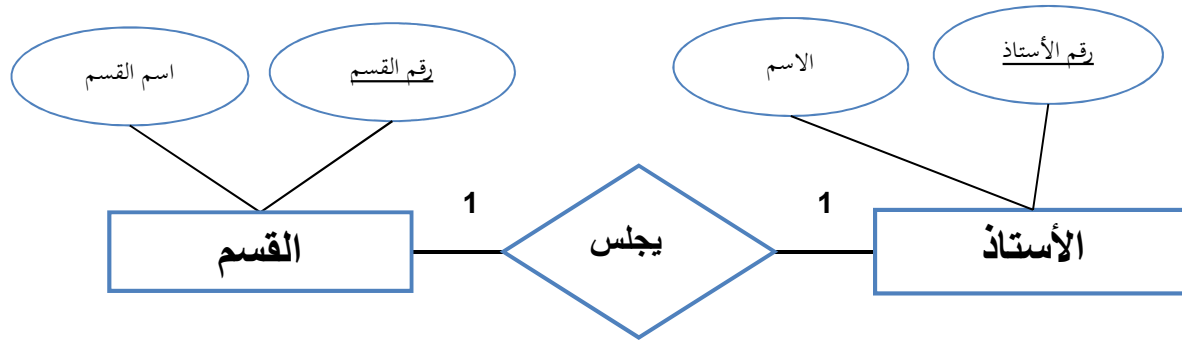 رقم الأستاذ
الاسم
رقم القسم
اسم القسم
1
1
الأستاذ
يجلس
القسم